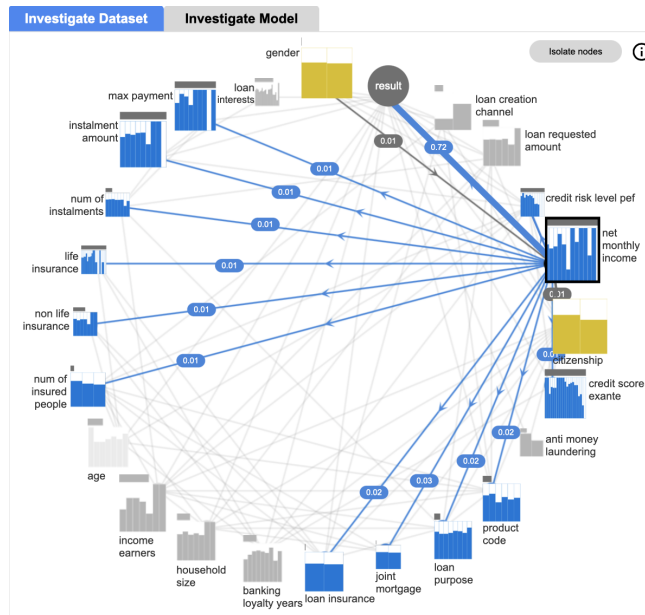 Investigate Dataset
Investigate Model
Isolate nodes
gender
result
loan
interests
max payment
loan creation
channel
loan requested
amount
instalment
amount
0.01
0.72
0.01
0.01
num of
instalments
credit risk level pef
0.01
net
monthly
income
life
insurance
0.01
0.01
non life
insurance
0.01
citizenship
0.01
num of
insured
people
credit score
exante
age
0.02
anti money
laundering
0.02
0.03
0.02
income
earners
household
size
banking
loyalty years
loan insurance
joint
mortgage
loan
purpose
product
code